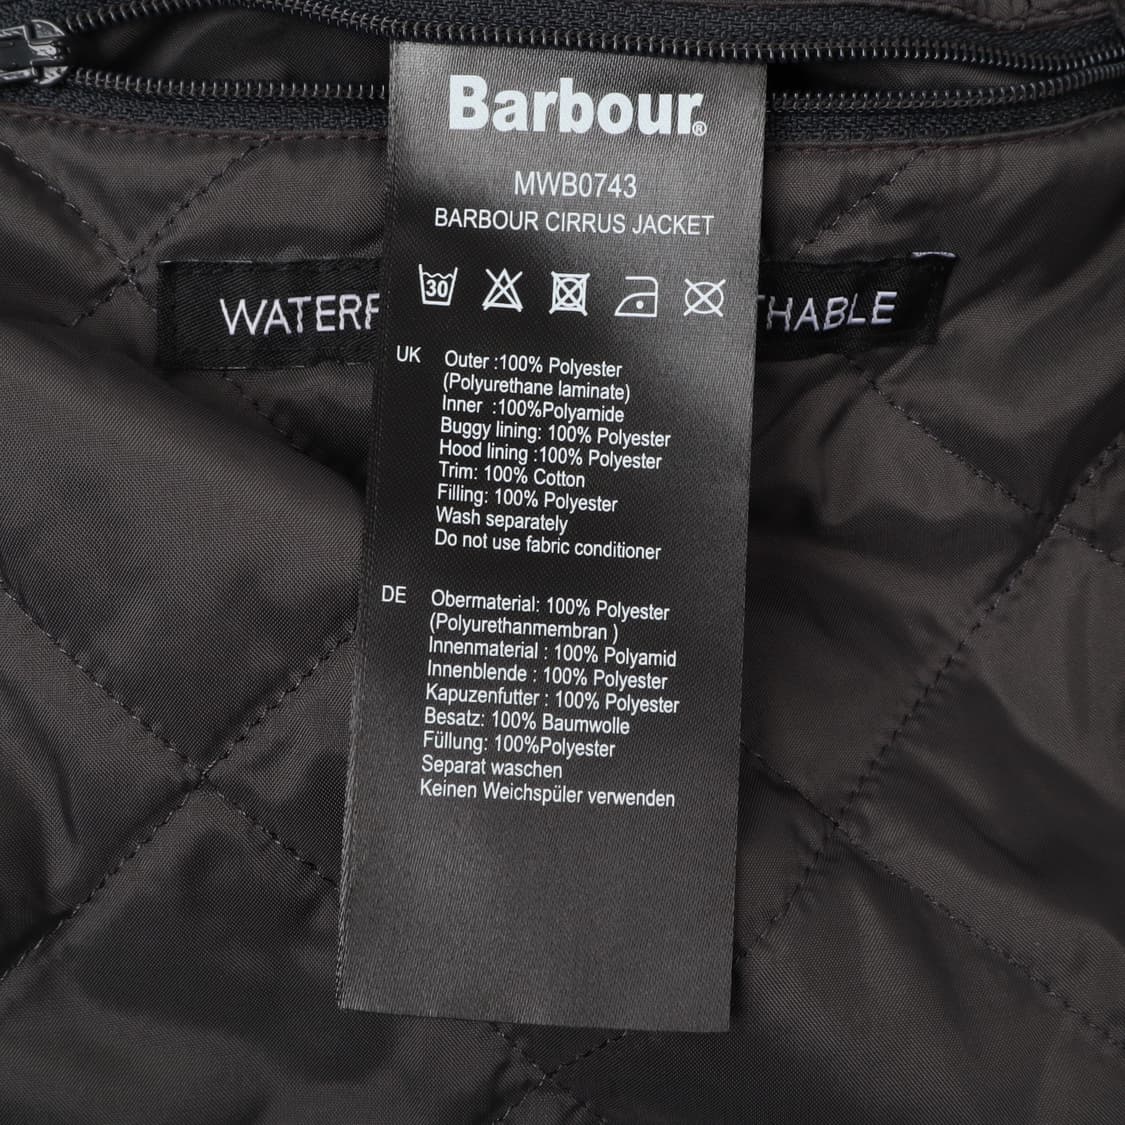 Barbour®
MWB0743
BARBOUR CIRRUS JACKET
30
HABLE
UK Outer :100% Polyester
(Polyurethane laminate)
Inner :100%Polyamide
Buggy lining: 100% Polyester
Hood lining :100% Polyester
Trim: 100% Cotton
Filling: 100% Polyester
Wash separately
Do not use fabric conditioner
DE Obermaterial: 100% Polyester
(Polyurethanmembran )
Innenmaterial : 100% Polyamid
Innenblende : 100% Polyester
Kapuzenfutter : 100% Polyester
Besatz: 100% Baumwolle
Füllung: 100%Polyester
Separat waschen
Keinen Weichspüler verwenden